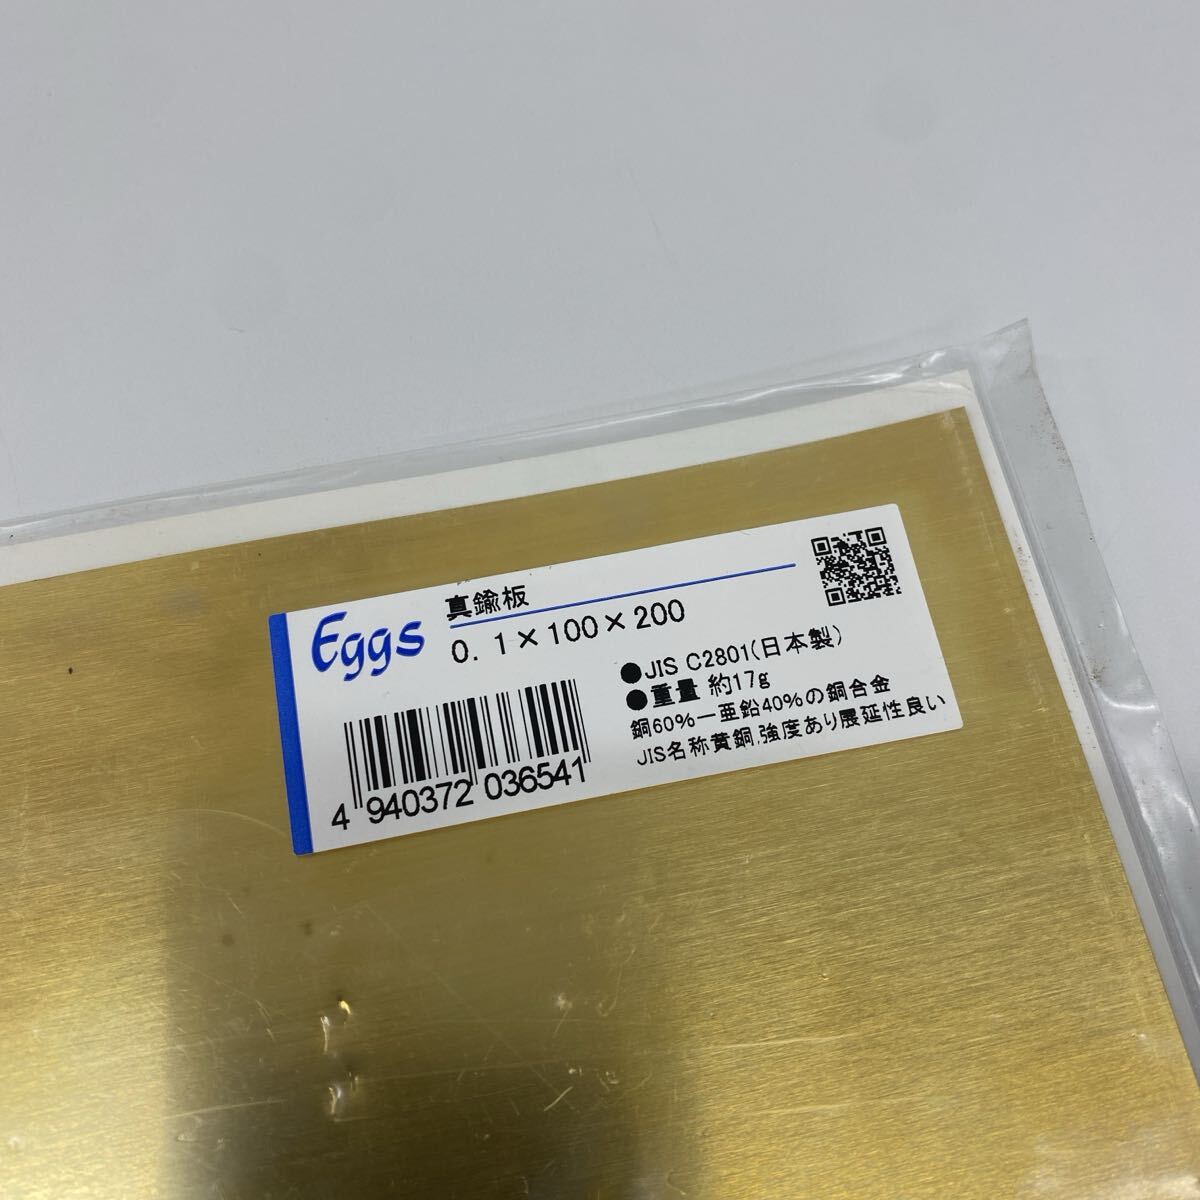 Eggs
真鍮板
0.1×100×200
●JIS C2801(日本製)
●重量 約17g
銅60%ー亜鉛40%の銅合金
JIS名称黄銅,強度あり展延性良い
4 940372 036541